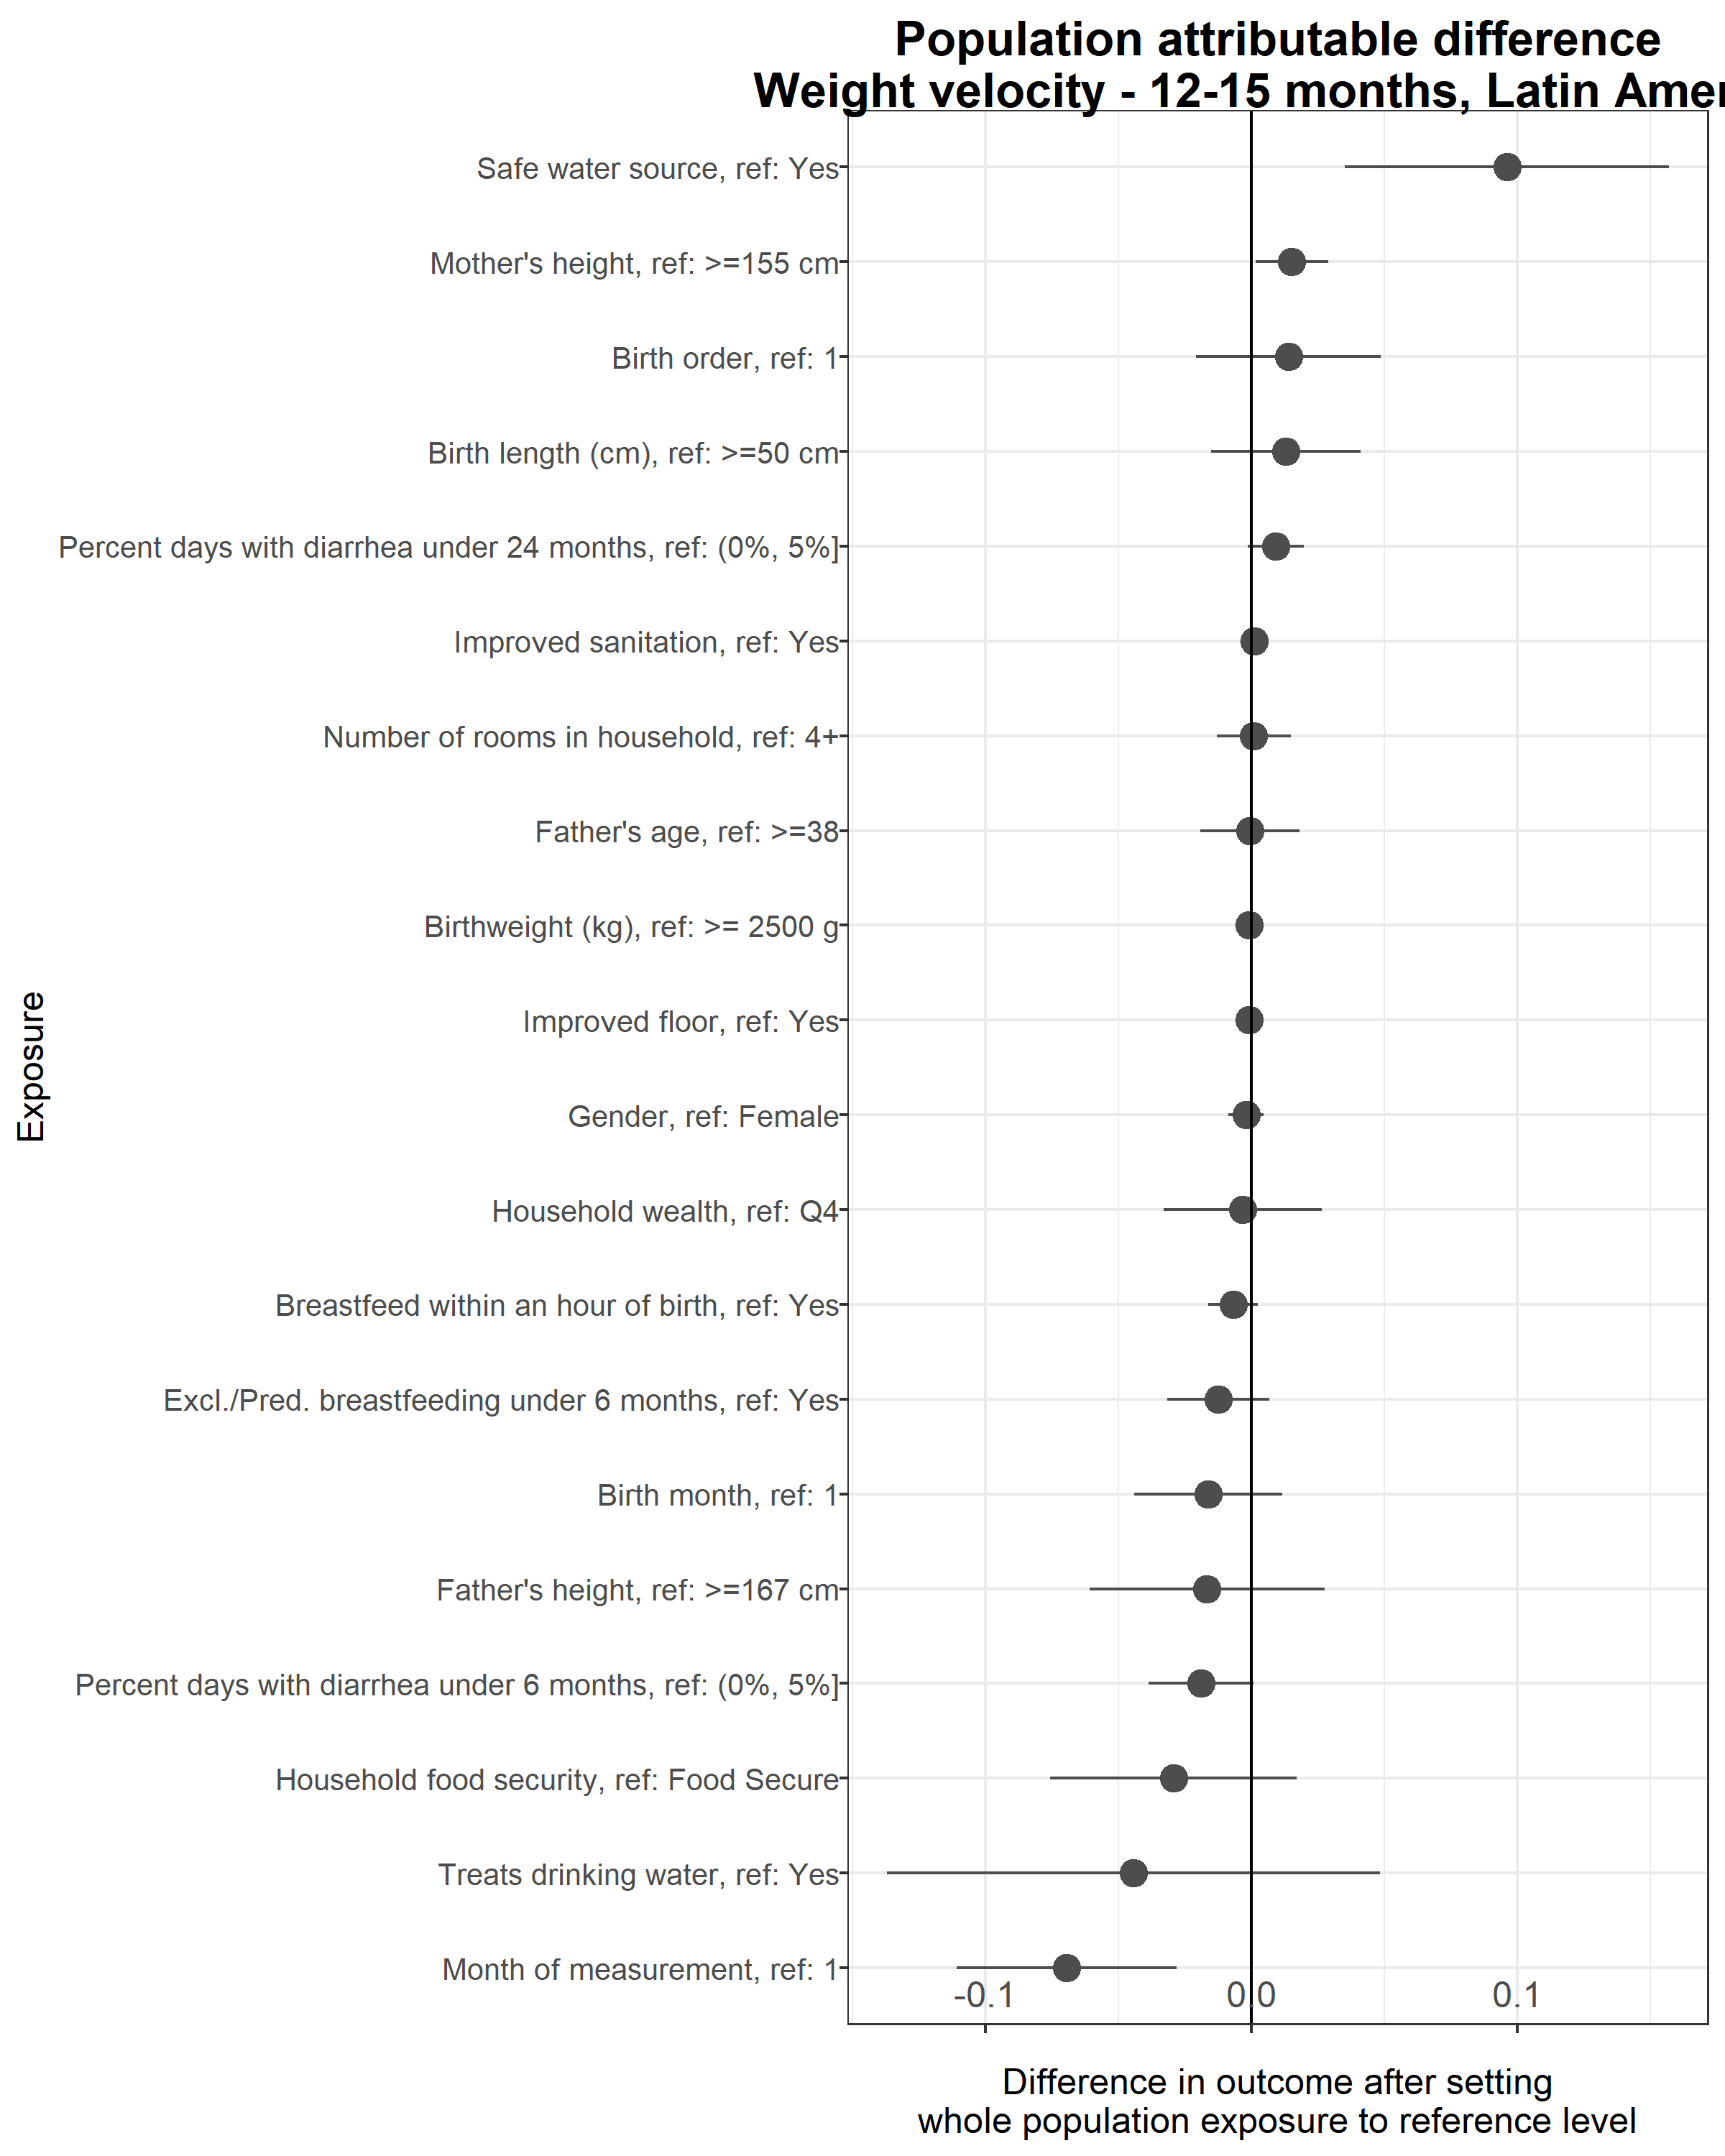 Population attributable difference
Weight velocity - 12-15 months, Latin Amer
Safe water source, ref: Yes
Mother's height, ref: >=155 cm
Birth order, ref: 1
Birth length (cm), ref: >=50 cm
Percent days with diarrhea under 24 months, ref: (0%, 5%]
Improved sanitation, ref: Yes
Number of rooms in household, ref: 4+
Father's age, ref: >=38
Birthweight (kg), ref: >= 2500 g
Improved floor, ref: Yes
Gender, ref: Female
Household wealth, ref: Q4
Breastfeed within an hour of birth, ref: Yes
Excl./Pred. breastfeeding under 6 months, ref: Yes
Birth month, ref: 1
Father's height, ref: >=167 cm
Percent days with diarrhea under 6 months, ref: (0%, 5%]
Household food security, ref: Food Secure
Treats drinking water, ref: Yes
Month of measurement, ref: 1
Exposure
-0.1 0.0 0.1
Difference in outcome after setting
whole population exposure to reference level